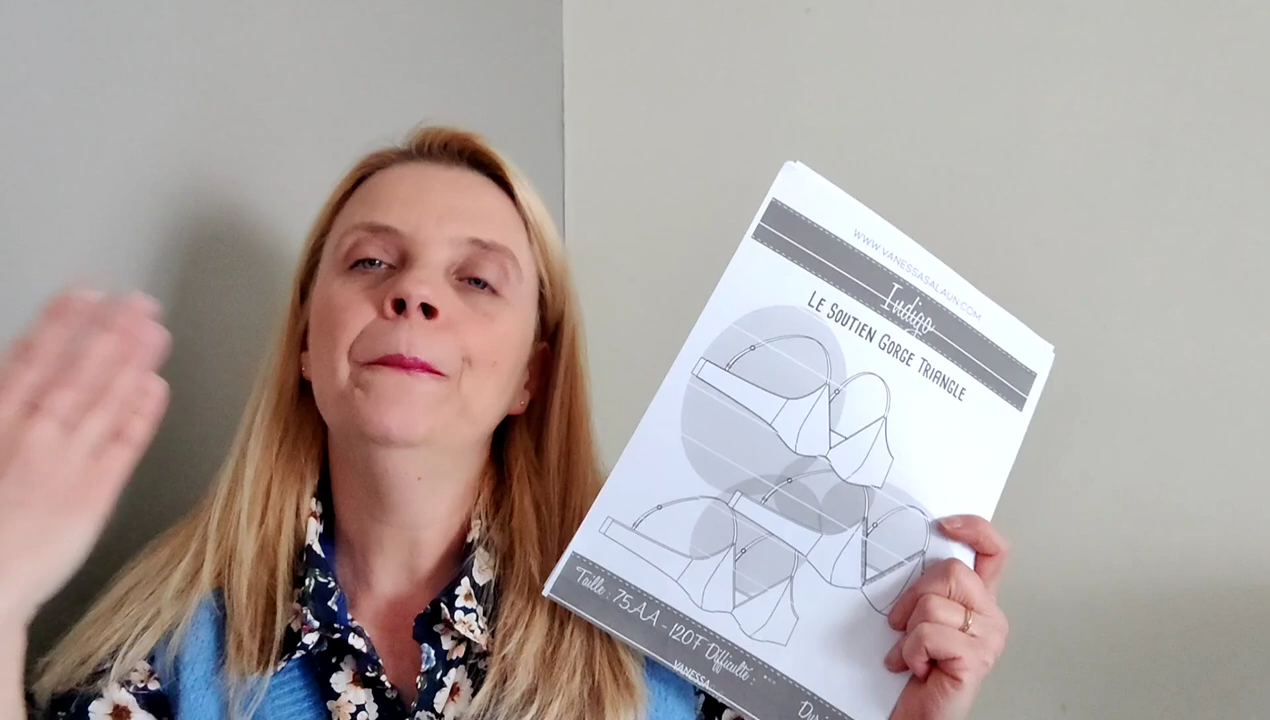 WWW.VANESSASALAUN.COM
Indigo
LE SOUTIEN GORGE TRIANGLE
Taille : 75AA - 120F Difficulté :
VANESSA